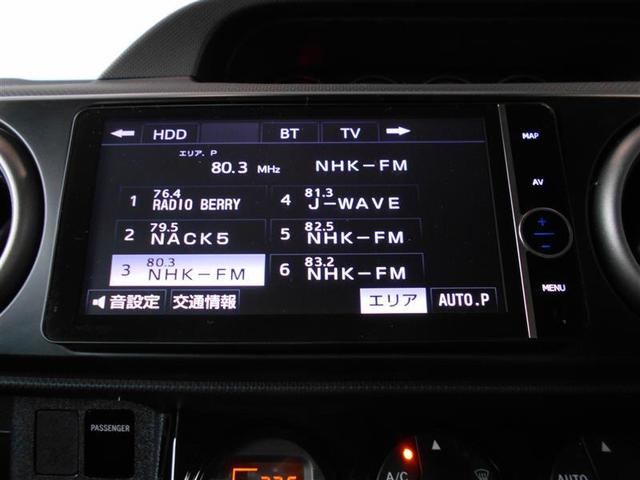 HDD BT TV
MAP
エリア. P
80.3 MHz NHK-FM
AV
1 76.4 RADIO BERRY
4 81.3 J-WAVE
2 79.5 NACK5
5 82.5 NHK-FM
+
-
3 80.3 NHK-FM
6 83.2 NHK-FM
MENU
音設定 交通情報 エリア AUTO.P
PASSENGER
A/C